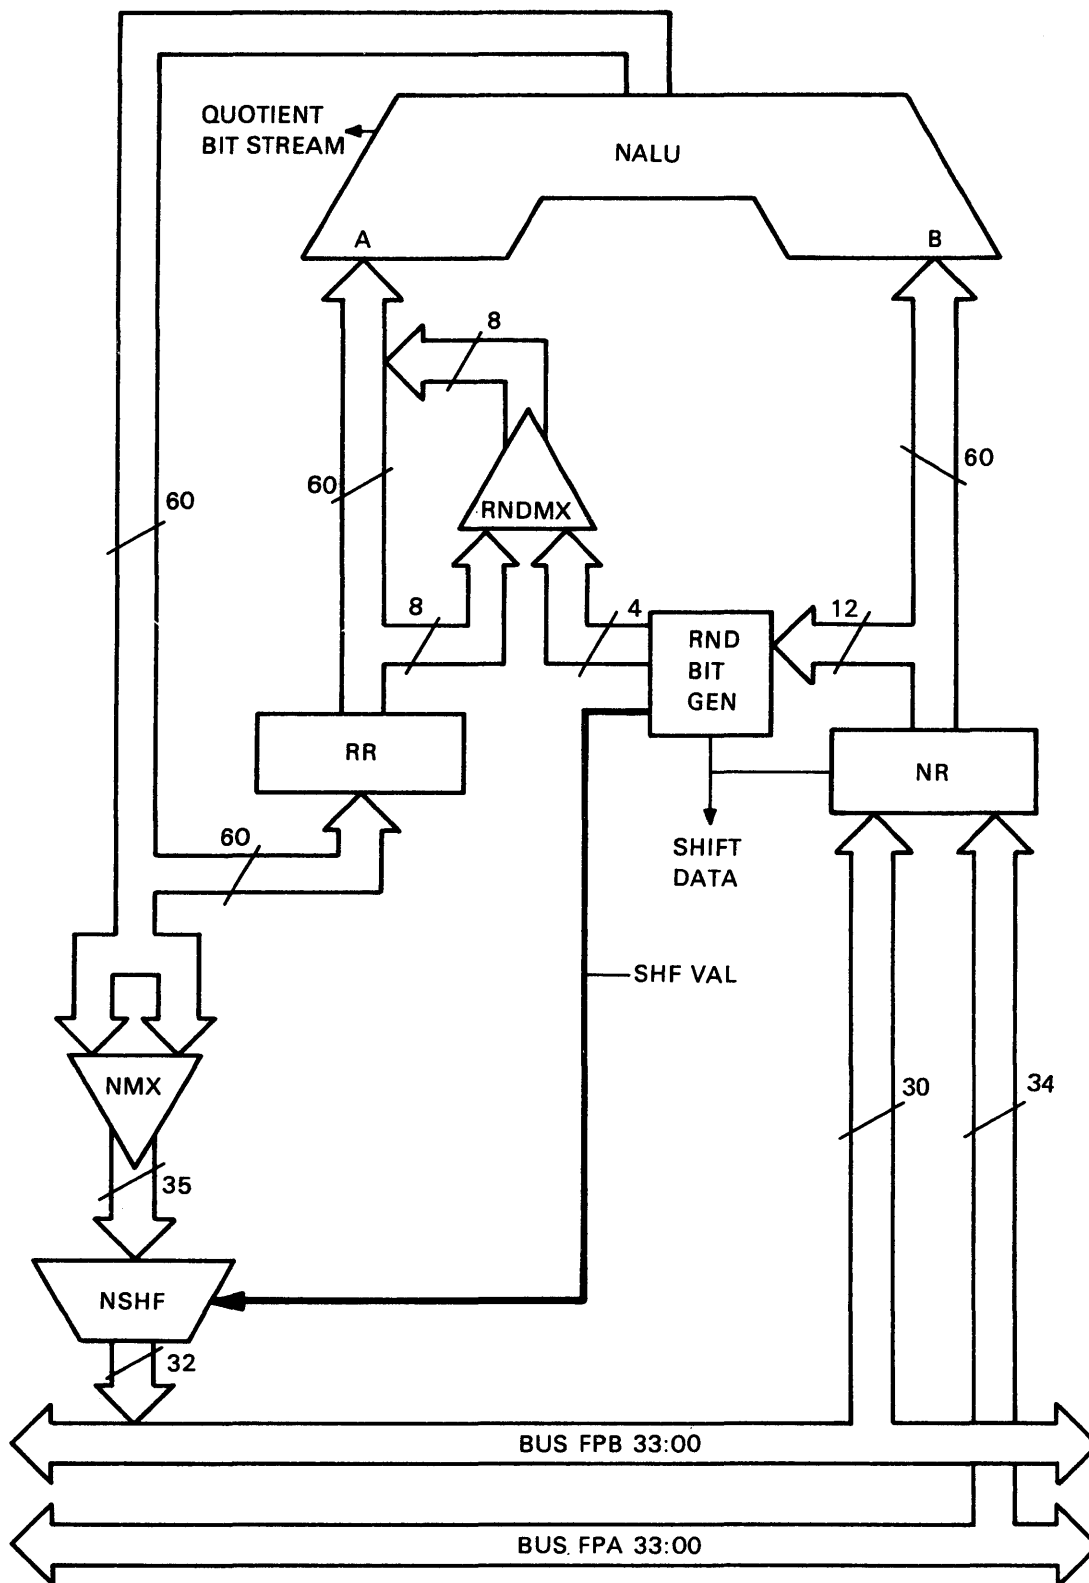 QUOTIENT
BIT STREAM
NALU
A
B
8
60
60
60
RNDMX
8
4
12
RND
BIT
GEN
RR
NR
60
SHIFT
DATA
SHF VAL
NMX
30
34
35
NSHF
32
BUS FPB 33:00
BUS FPA 33:00